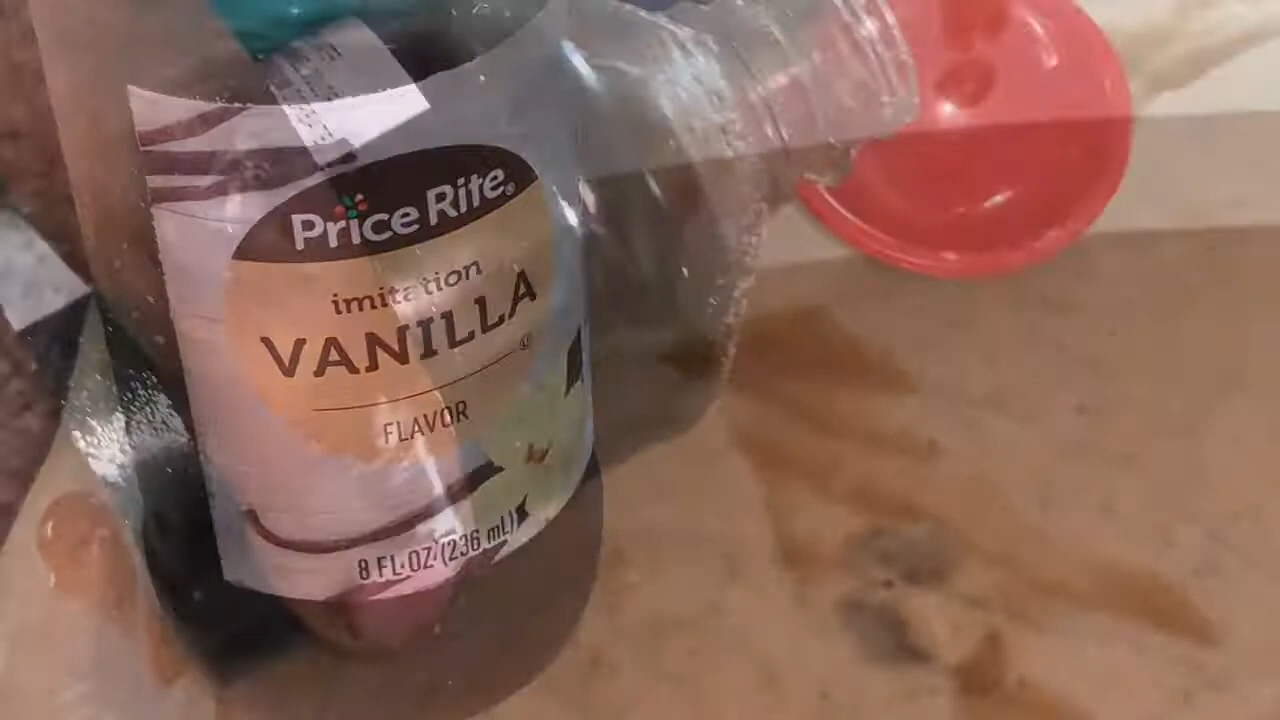 Price Rite®
imitation
VANILLA
FLAVOR
8 FL OZ (236 mL)